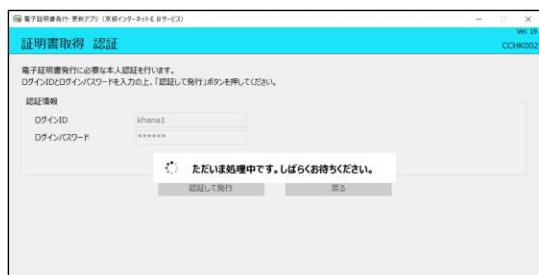 電子証明書発行・更新アプリ（京銀インターネットＥＢサービス）
Ver. 19
証明書取得 認証
CCHK002
電子証明書発行に必要な本人認証を行います。
ログインIDとログインパスワードを入力の上、「認証して発行」ボタンを押してください。
認証情報
ログインID
khana1
ログインパスワード
******
ただいま処理中です。しばらくお待ちください。
認証して発行
戻る